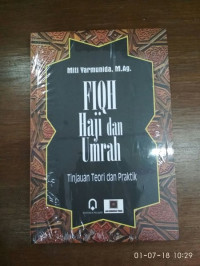 Mili Yarmunida, M.Ag.
FIQH
Haji dan
Umrah
Tinjauan Teori dan Praktik
01-07-18 10:29